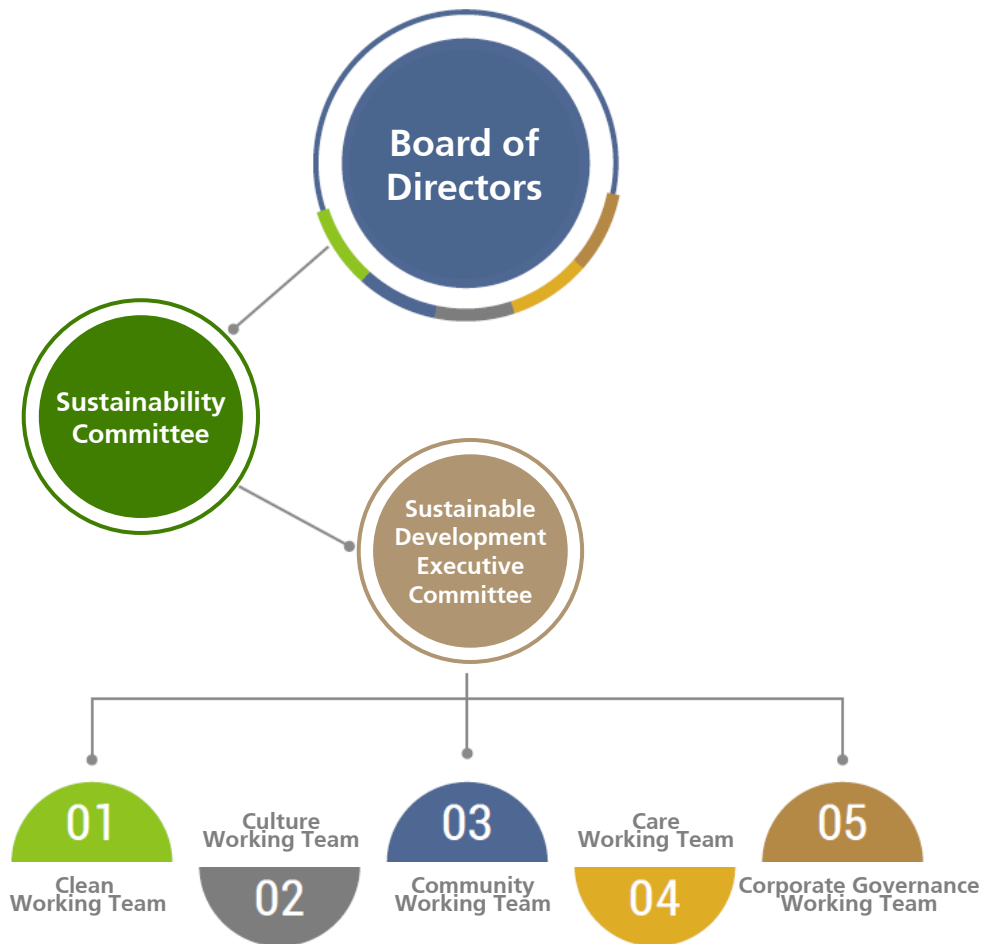 Board of
Directors
Sustainability
Committee
Sustainable
Development
Executive
Committee
01
Clean
Working Team
Culture
Working Team
02
03
Community
Working Team
Care
Working Team
04
05
Corporate Governance
Working Team